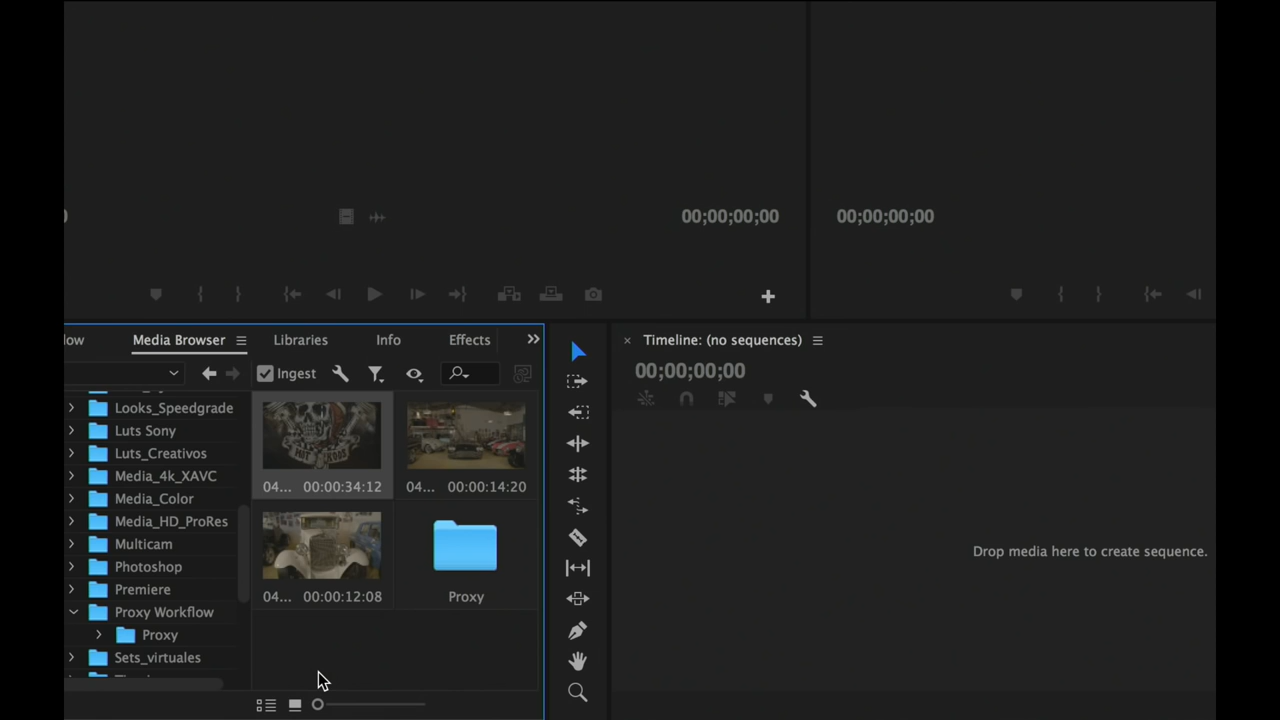 00;00;00;00
00;00;00;00
Media Browser
Libraries
Info
Effects
Timeline: (no sequences)
Ingest
00;00;00;00
Looks_Speedgrade
Luts Sony
Luts_Creativos
Media_4k_XAVC
Media_Color
Media_HD_ProRes
Multicam
Photoshop
Premiere
Proxy Workflow
Proxy
Sets_virtuales
HOT RODS
04... 00:00:34:12
04... 00:00:14:20
04... 00:00:12:08
Proxy
Drop media here to create sequence.